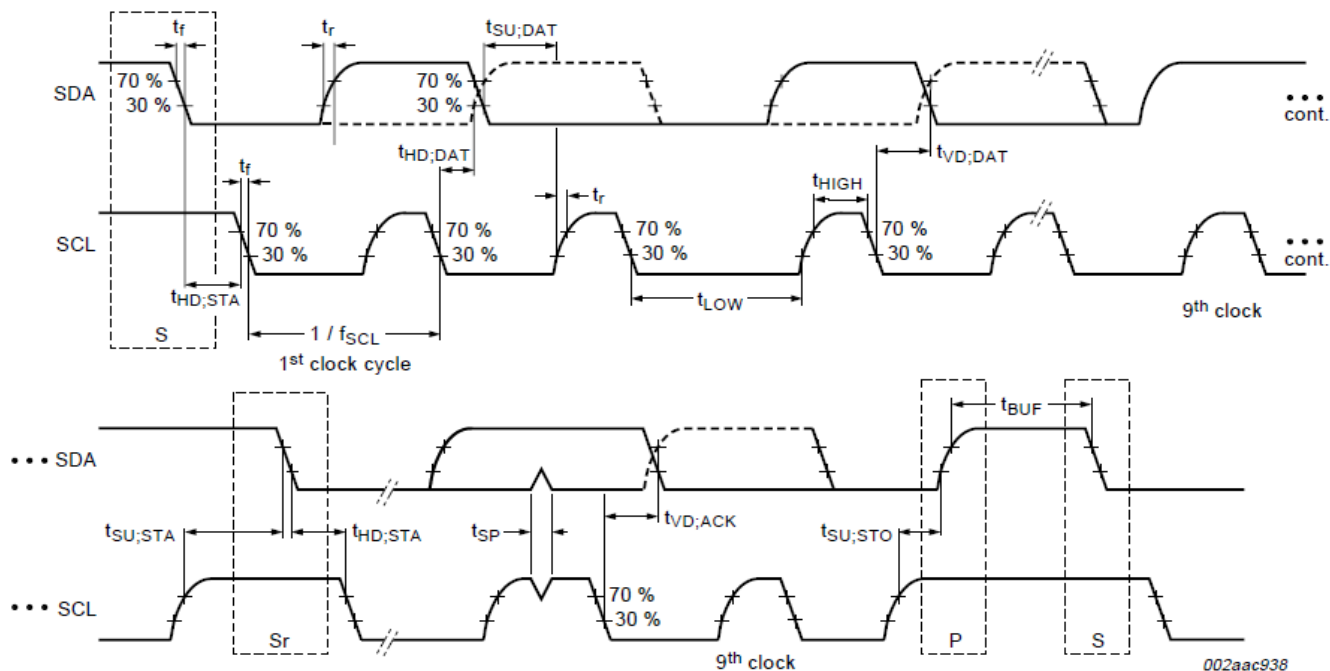 tf tr tSU;DAT
SDA 70 % 70 %
30 % 30 %
cont.
tHD;DAT tVD;DAT
tf tr tHIGH
SCL 70 % 70 % 70 % 70 %
30 % 30 % 30 % 30 %
cont.
tHD;STA tLOW
S 1 / fSCL 9th clock
1st clock cycle
tBUF
••• SDA
tSU;STA tHD;STA tSP tVD;ACK tSU;STO
70 %
••• SCL 30 %
Sr P S
9th clock 002aac938